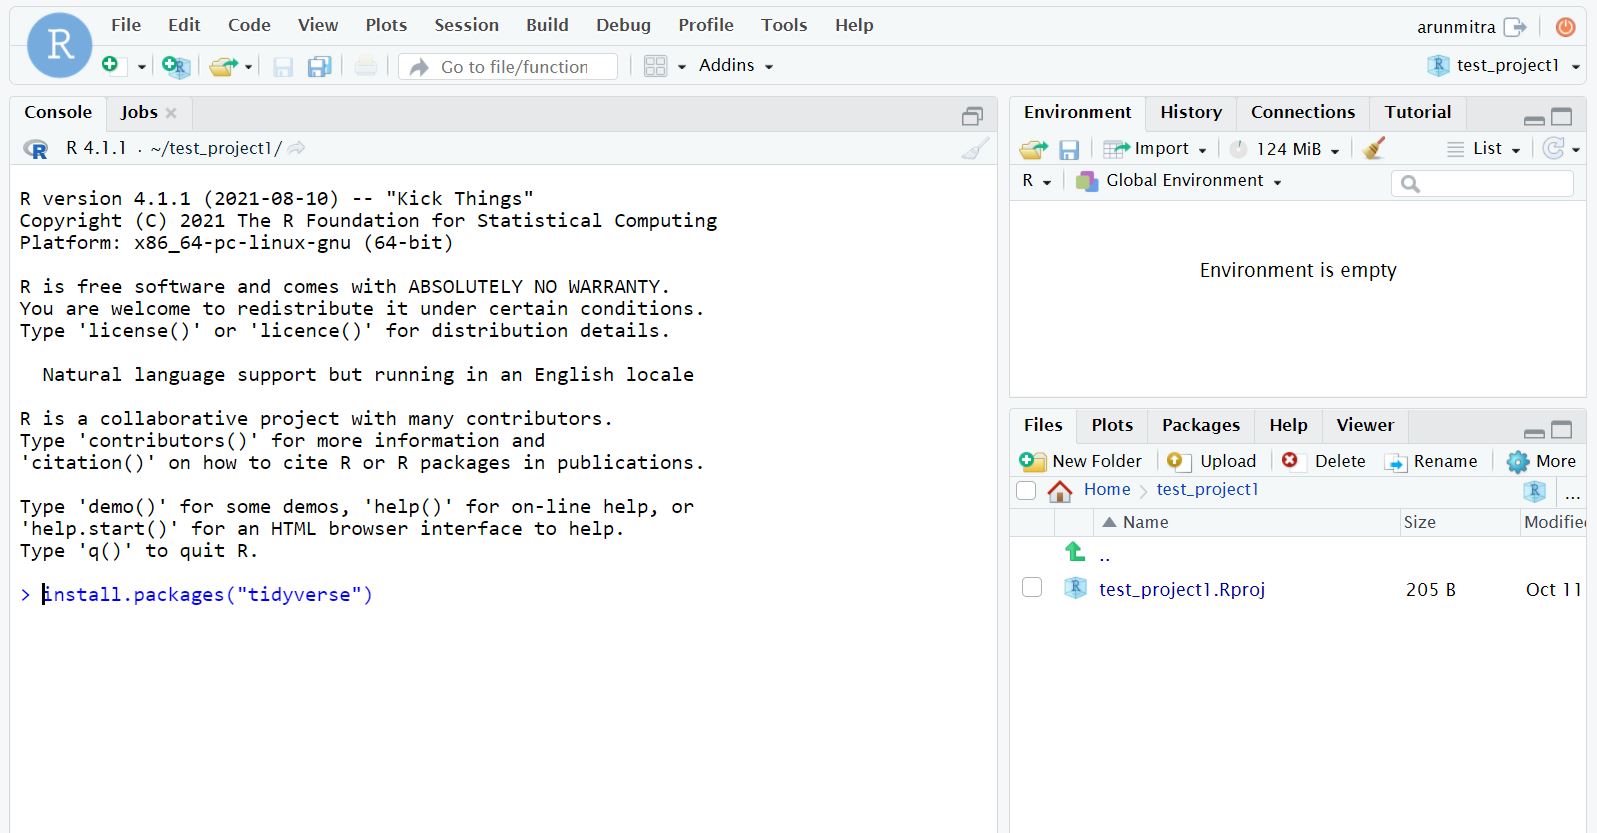 File Edit Code View Plots Session Build Debug Profile Tools Help
arunmitra
R
Go to file/function
Addins
test_project1
Console Jobs
R 4.1.1 · ~/test_project1/
R version 4.1.1 (2021-08-10) -- "Kick Things"
Copyright (C) 2021 The R Foundation for Statistical Computing
Platform: x86_64-pc-linux-gnu (64-bit)
R is free software and comes with ABSOLUTELY NO WARRANTY.
You are welcome to redistribute it under certain conditions.
Type 'license()' or 'licence()' for distribution details.
Natural language support but running in an English locale
R is a collaborative project with many contributors.
Type 'contributors()' for more information and
'citation()' on how to cite R or R packages in publications.
Type 'demo()' for some demos, 'help()' for on-line help, or
'help.start()' for an HTML browser interface to help.
Type 'q()' to quit R.
> install.packages("tidyverse")
Environment History Connections Tutorial
Import 124 MiB List
R Global Environment
Environment is empty
Files Plots Packages Help Viewer
New Folder Upload Delete Rename More
Home test_project1 ...
Name Size Modifie
..
test_project1.Rproj 205 B Oct 11